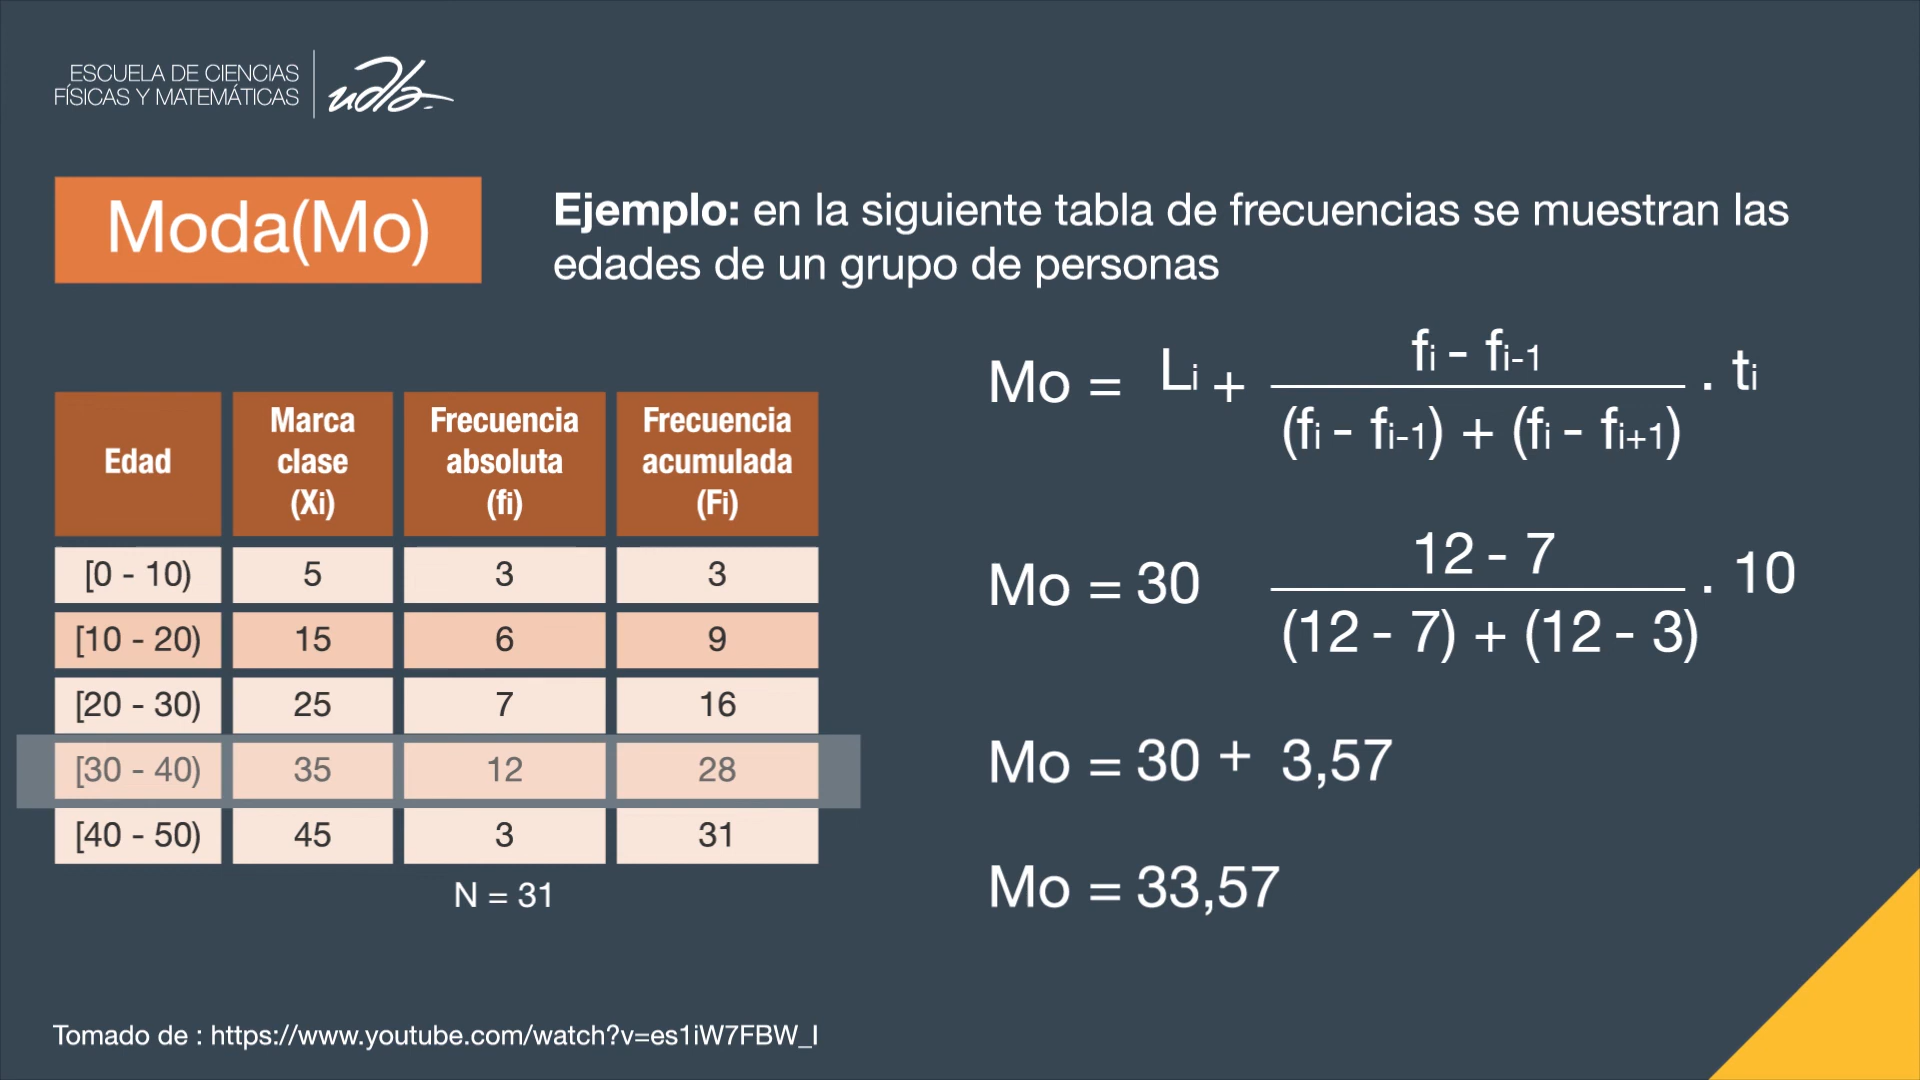 ESCUELA DE CIENCIAS
FÍSICAS Y MATEMÁTICAS
udla
Moda(Mo)
Ejemplo: en la siguiente tabla de frecuencias se muestran las
edades de un grupo de personas
Edad | Marca clase (Xi) | Frecuencia absoluta (fi) | Frecuencia acumulada (Fi)
[0 - 10) 5 3 3
[10 - 20) 15 6 9
[20 - 30) 25 7 16
[30 - 40) 35 12 28
[40 - 50) 45 3 31
N = 31
fi - fi-1
Mo = Li + ———— . ti
(fi - fi-1) + (fi - fi+1)
12 - 7
Mo = 30 ———— . 10
(12 - 7) + (12 - 3)
Mo = 30 + 3,57
Mo = 33,57
Tomado de : https://www.youtube.com/watch?v=es1iW7FBW_I